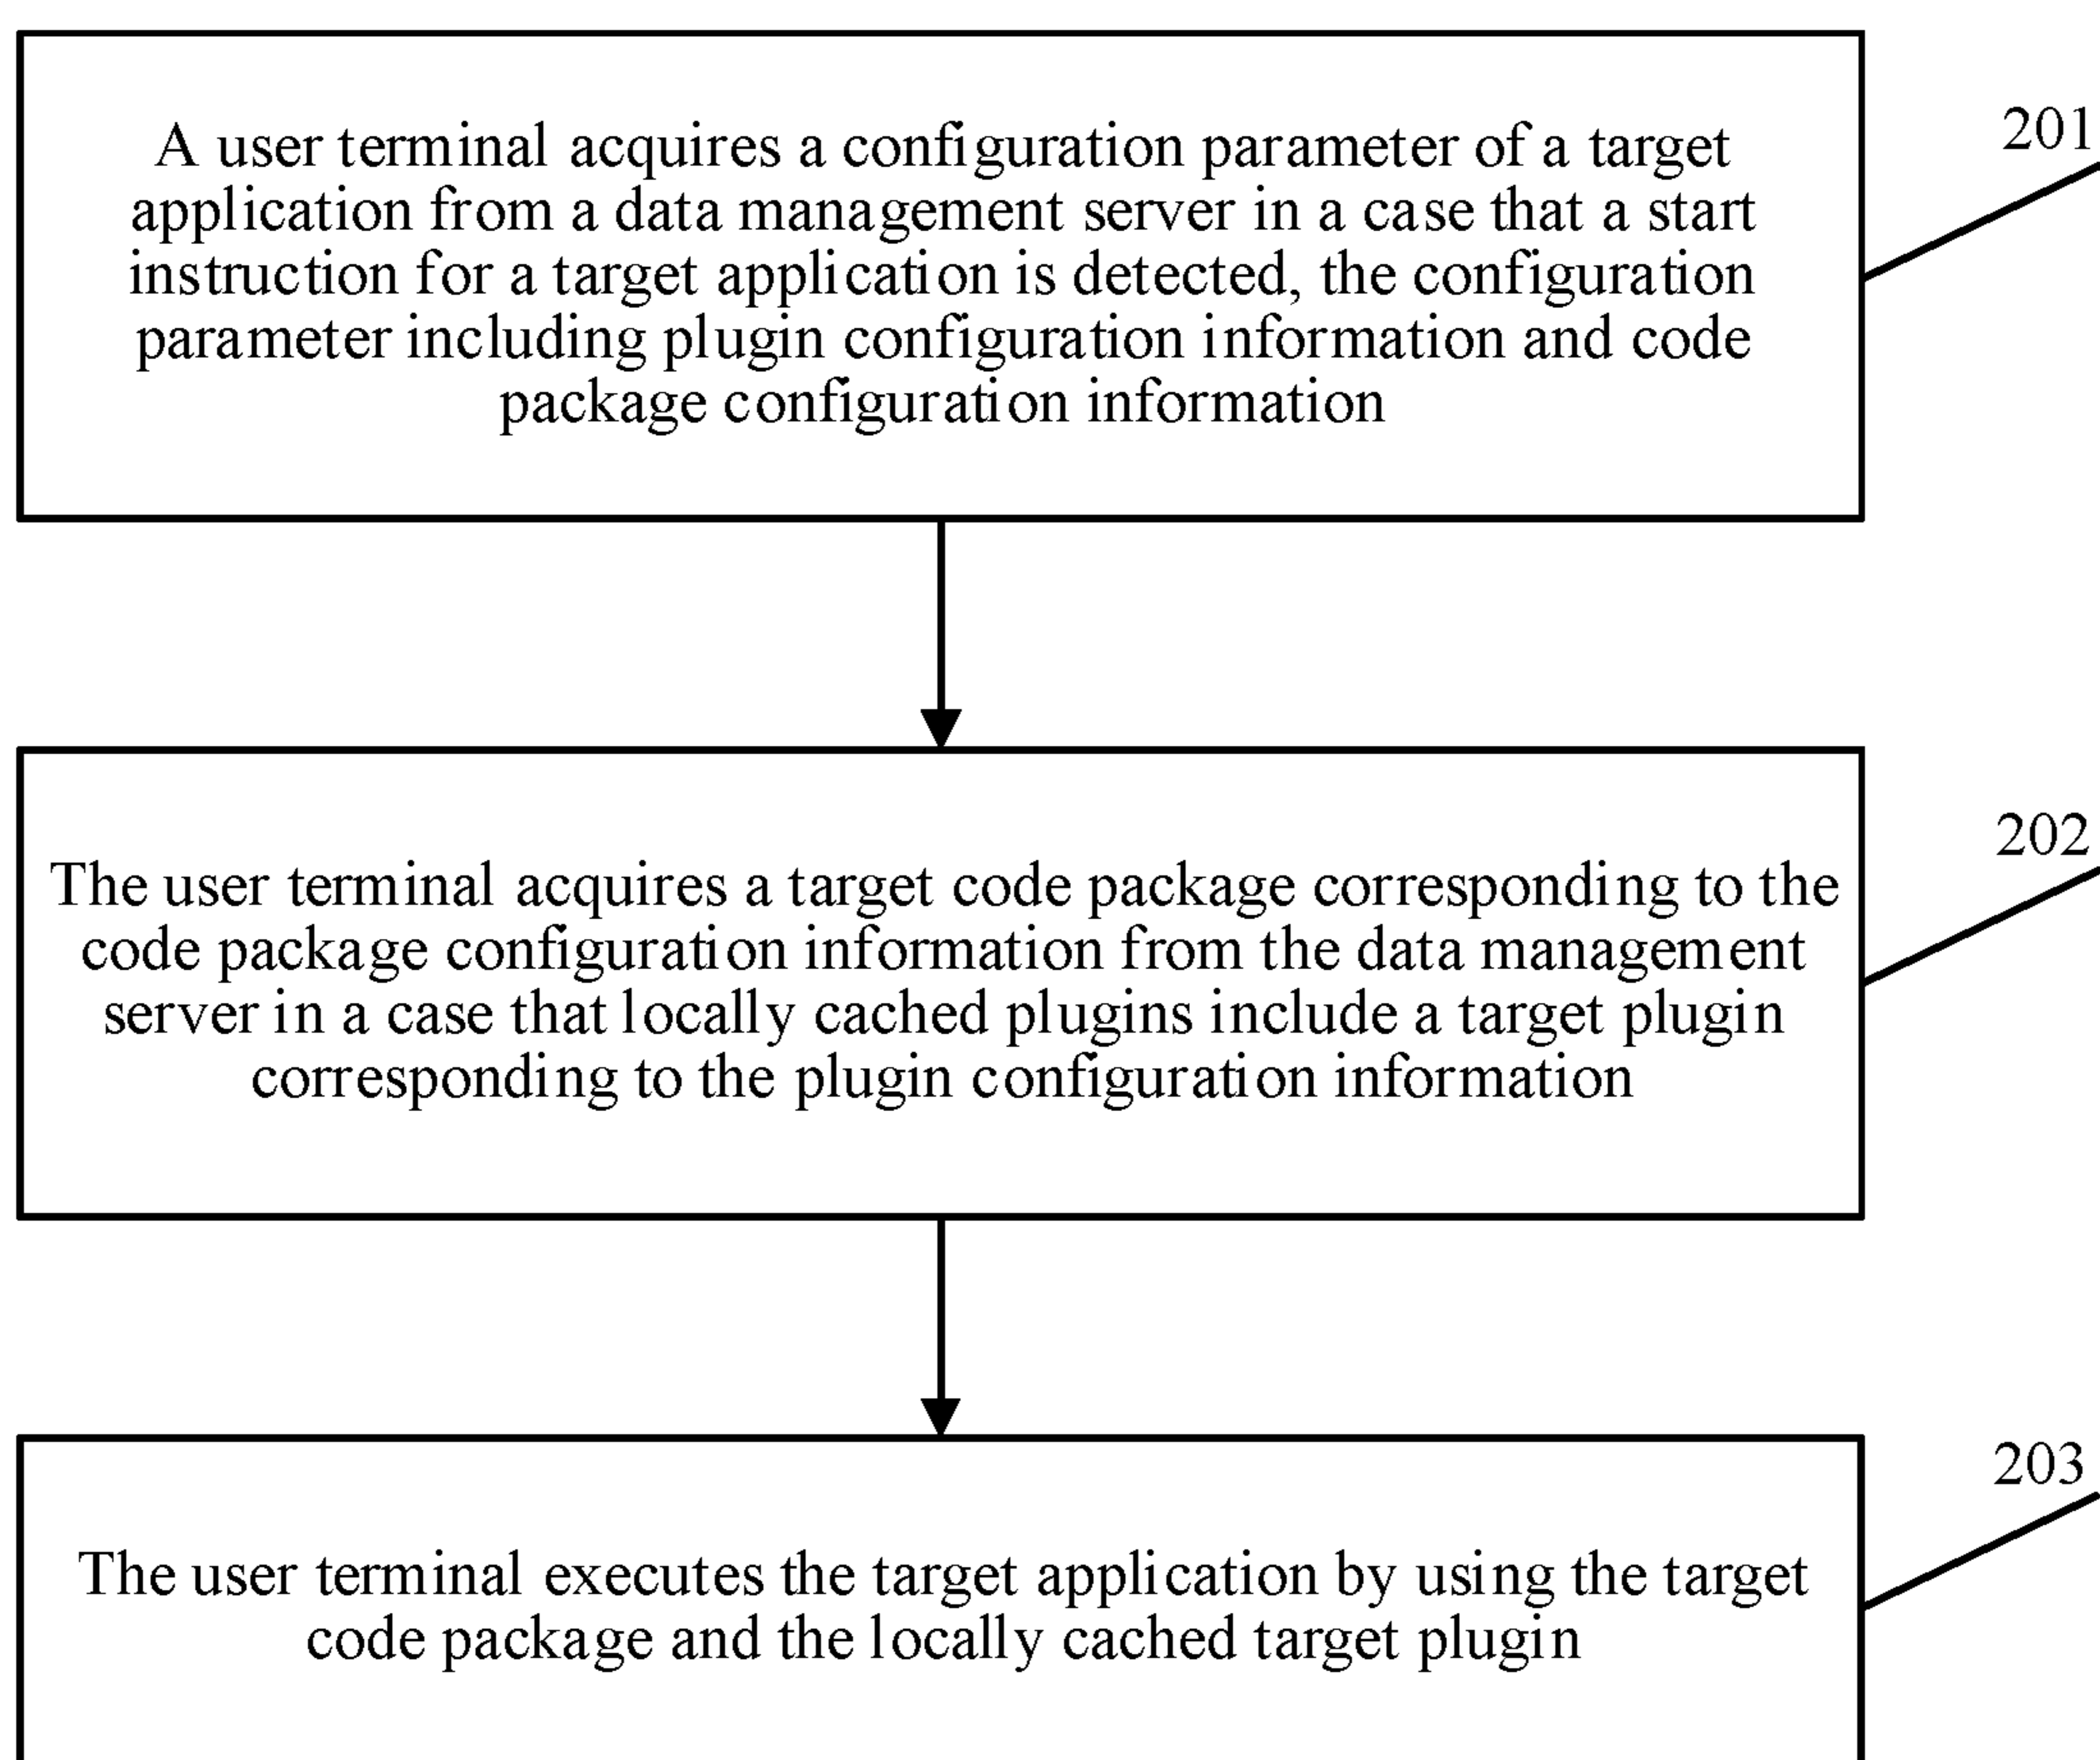 A user terminal acquires a configuration parameter of a target
application from a data management server in a case that a start
instruction for a target application is detected, the configuration
parameter including plugin configuration information and code
package configuration information
201
The user terminal acquires a target code package corresponding to the
code package configuration information from the data management
server in a case that locally cached plugins include a target plugin
corresponding to the plugin configuration information
202
The user terminal executes the target application by using the target
code package and the locally cached target plugin
203